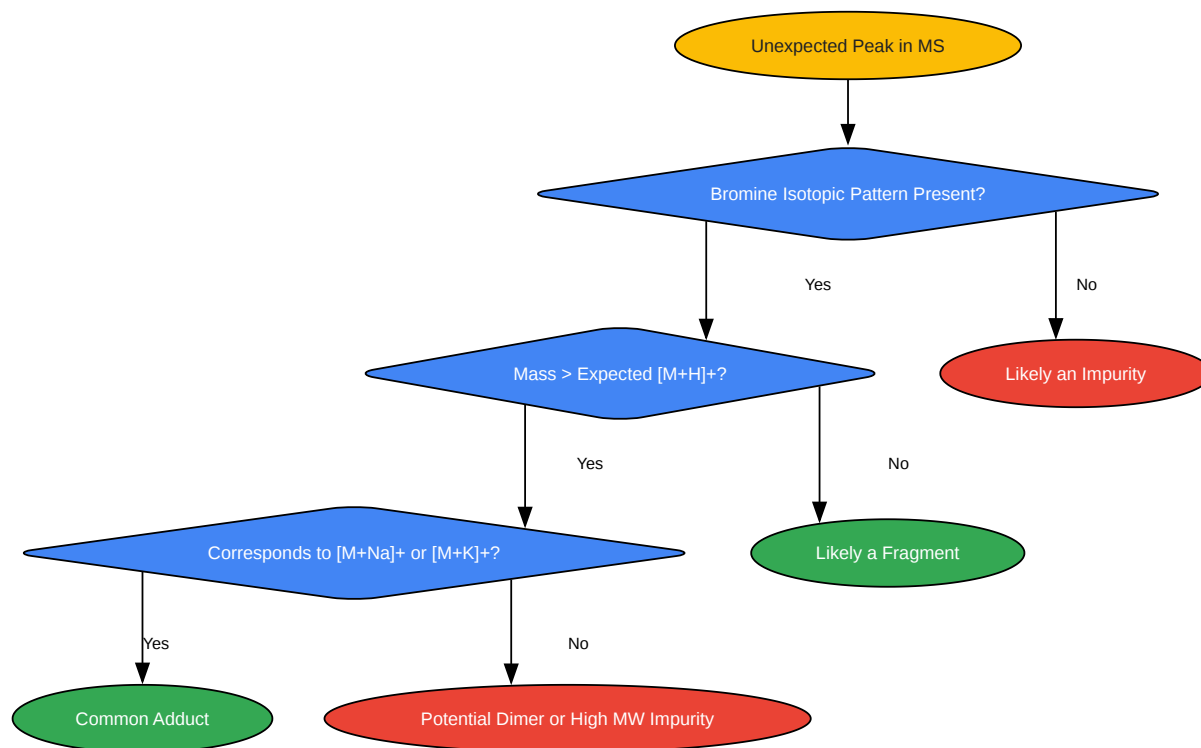 Unexpected Peak in MS
Bromine Isotopic Pattern Present?
Yes
No
Mass > Expected [M+H]+?
Likely an Impurity
Yes
No
Corresponds to [M+Na]+ or [M+K]+?
Likely a Fragment
Yes
No
Common Adduct
Potential Dimer or High MW Impurity